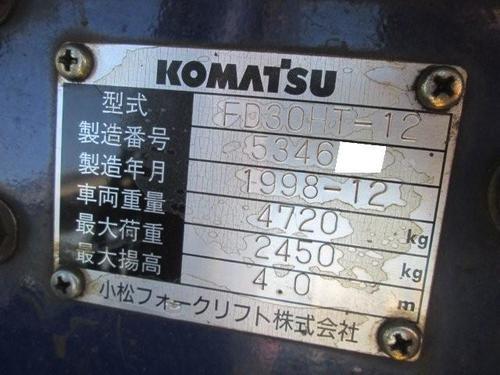 KOMATSU
型式 FD30HT-12
製造番号 5346
製造年月 1998-12
車両重量 4720 kg
最大荷重 2450 kg
最大揚高 4.0 m
小松フォークリフト株式会社